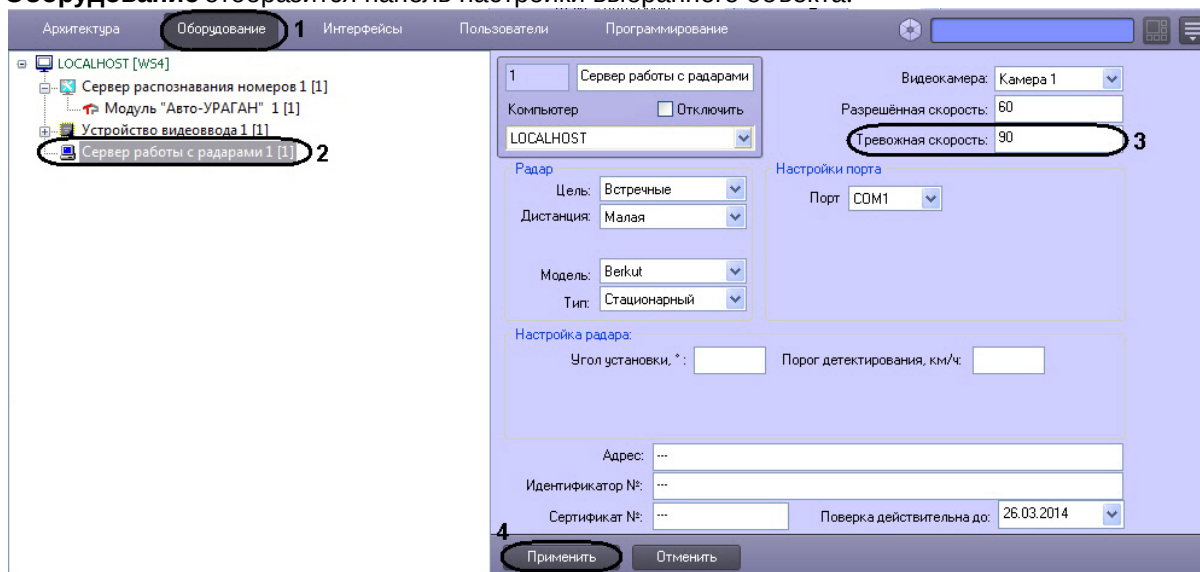 Оборудование отобразится панель настройки выбранного объекта.
Архитектура Оборудование 1 Интерфейсы Пользователи Программирование
LOCALHOST [WS4]
Сервер распознавания номеров 1 [1]
Модуль "Авто-УРАГАН" 1 [1]
Устройство видеоввода 1 [1]
Сервер работы с радарами 1 [1] 2
1 Сервер работы с радарами
Компьютер Отключить
LOCALHOST
Видеокамера: Камера 1
Разрешённая скорость: 60
Тревожная скорость: 90 3
Радар
Цель: Встречные
Дистанция: Малая
Модель: Berkut
Тип: Стационарный
Настройки порта
Порт COM1
Настройка радара:
Угол установки, ° : Порог детектирования, км/ч:
Адрес: ---
Идентификатор №: ---
Сертификат №: --- Поверка действительна до: 26.03.2014
4
Применить Отменить